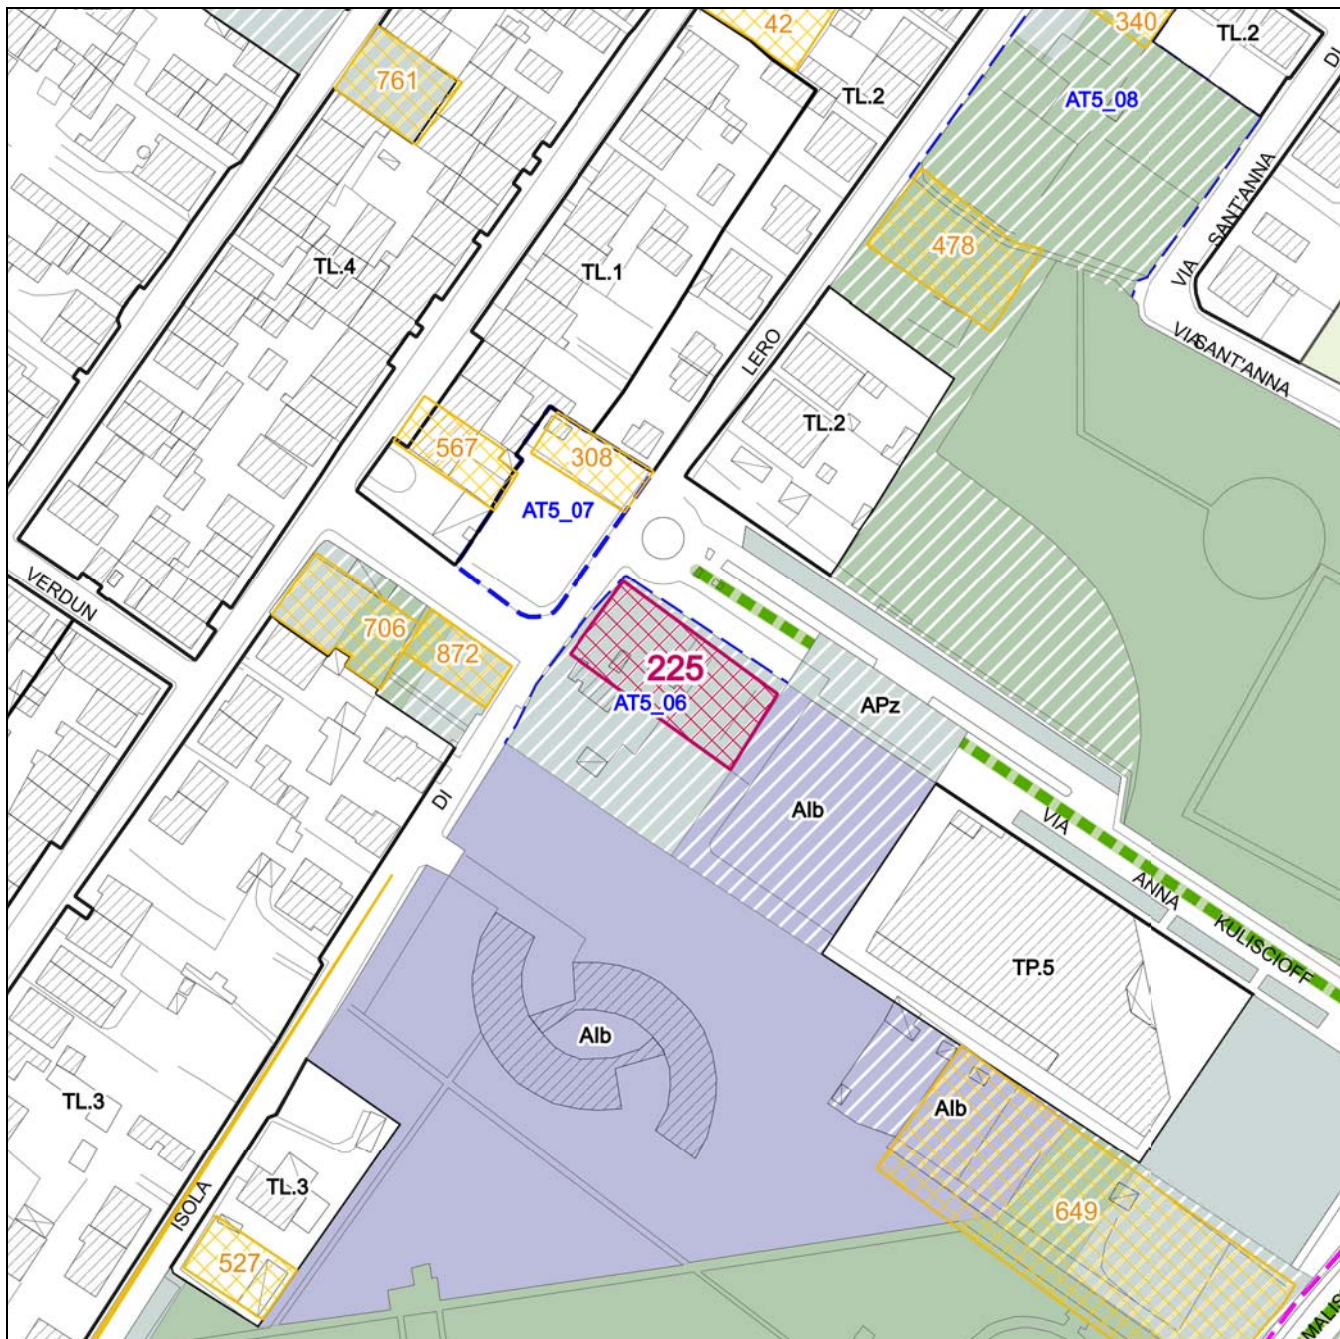 42
340
TL.2
DI
761
TL.2
AT5_08
VIA SANT'ANNA
478
TL.4
TL.1
VIA
SANT'ANNA
LERO
TL.2
567
308
AT5_07
VERDUN
706
872
225
AT5_06
APz
DI
AIb
VIA
ANNA
KULISCIOFF
TP.5
AIb
TL.3
AIb
TL.3
ISOLA
649
527